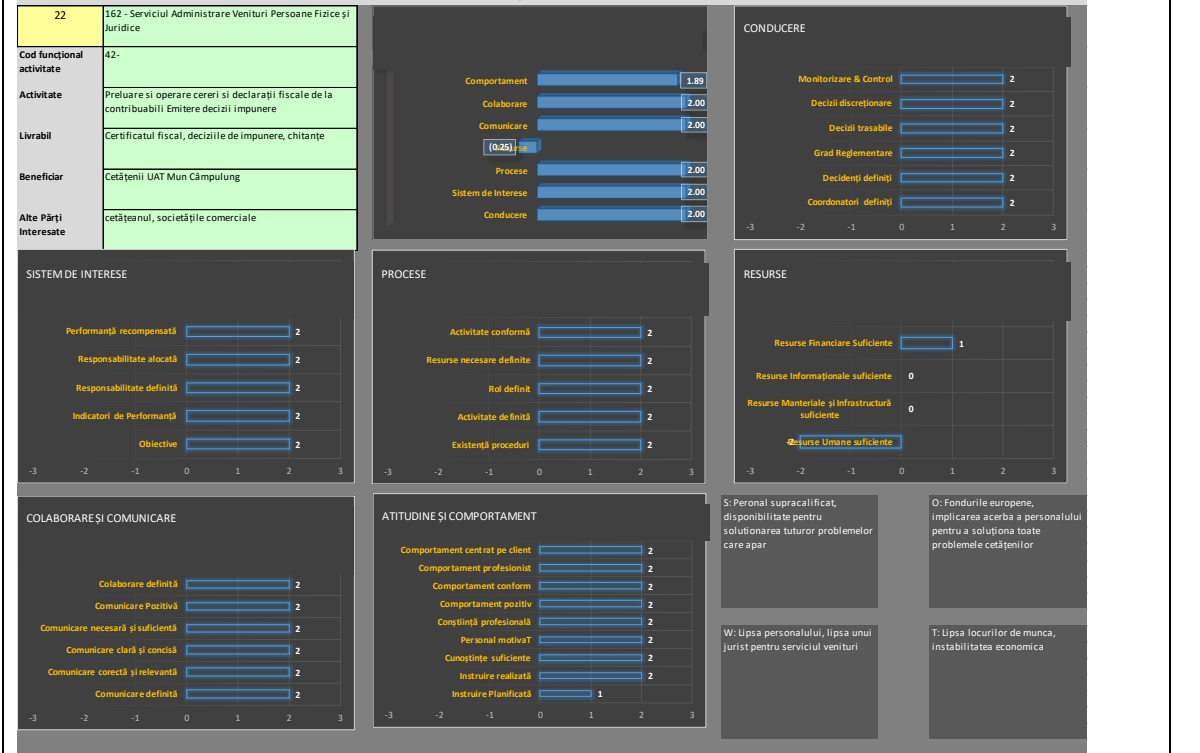 22
162 - Serviciul Administrare Venituri Persoane Fizice și
Juridice
Cod funcțional
activitate
42-
Activitate
Preluare si operare cereri si declarații fiscale de la
contribuabili Emitere decizii impunere
Livrabil
Certificatul fiscal, deciziile de impunere, chitanțe
Beneficiar
Cetățenii UAT Mun Câmpulung
Alte Părți
Interesate
cetățeanul, societățile comerciale
Comportament
1.89
Colaborare
2.00
Comunicare
2.00
(0.25)
Procese
2.00
Sistem de Interese
2.00
Conducere
2.00
CONDUCERE
Monitorizare & Control
2
Decizii discreționare
2
Decizii trasabile
2
Grad Reglementare
2
Decidenți definiți
2
Coordonatori definiți
2
-3 -2 -1 0 1 2 3
SISTEM DE INTERESE
Performanță recompensată
2
Responsabilitate alocată
2
Responsabilitate definită
2
Indicatori de Performanță
2
Obiective
2
-3 -2 -1 0 1 2 3
PROCESE
Activitate conformă
2
Resurse necesare definite
2
Rol definit
2
Activitate definită
2
Existență proceduri
2
-3 -2 -1 0 1 2 3
RESURSE
Resurse Financiare Suficiente
1
Resurse Informaționale suficiente
0
Resurse Manteriale și Infrastructură
suficiente
0
Resurse Umane suficiente
-2
-3 -2 -1 0 1 2 3
COLABORARE ȘI COMUNICARE
Colaborare definită
2
Comunicare Pozitivă
2
Comunicare necesară și suficientă
2
Comunicare clară și concisă
2
Comunicare corectă și relevantă
2
Comunicare definită
2
-3 -2 -1 0 1 2 3
ATITUDINE ȘI COMPORTAMENT
Comportament centrat pe client
2
Comportament profesionist
2
Comportament conform
2
Comportament pozitiv
2
Conștiință profesională
2
Personal motivaT
2
Cunoștințe suficiente
2
Instruire realizată
2
Instruire Planificată
1
-3 -2 -1 0 1 2 3
S: Peronal supracalificat,
disponibilitate pentru
solutionarea tuturor problemelor
care apar
O: Fondurile europene,
implicarea acerba a personalului
pentru a soluționa toate
problemele cetățenilor
W: Lipsa personalului, lipsa unui
jurist pentru serviciul venituri
T: Lipsa locurilor de munca,
instabilitatea economica